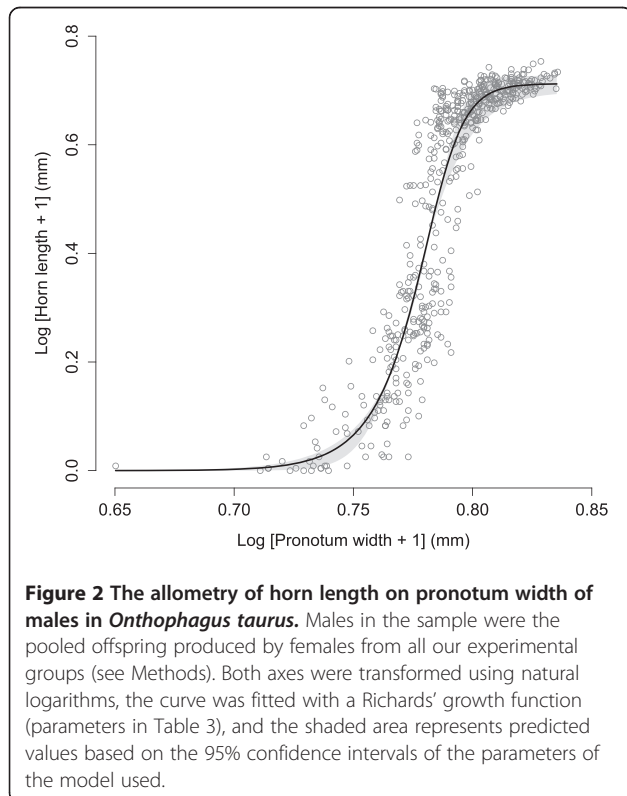 0.8
0.6
0.4
0.2
0.0
Log [Horn length + 1] (mm)
0.65 0.70 0.75 0.80 0.85
Log [Pronotum width + 1] (mm)
Figure 2 The allometry of horn length on pronotum width of
males in Onthophagus taurus. Males in the sample were the
pooled offspring produced by females from all our experimental
groups (see Methods). Both axes were transformed using natural
logarithms, the curve was fitted with a Richards’ growth function
(parameters in Table 3), and the shaded area represents predicted
values based on the 95% confidence intervals of the parameters of
the model used.